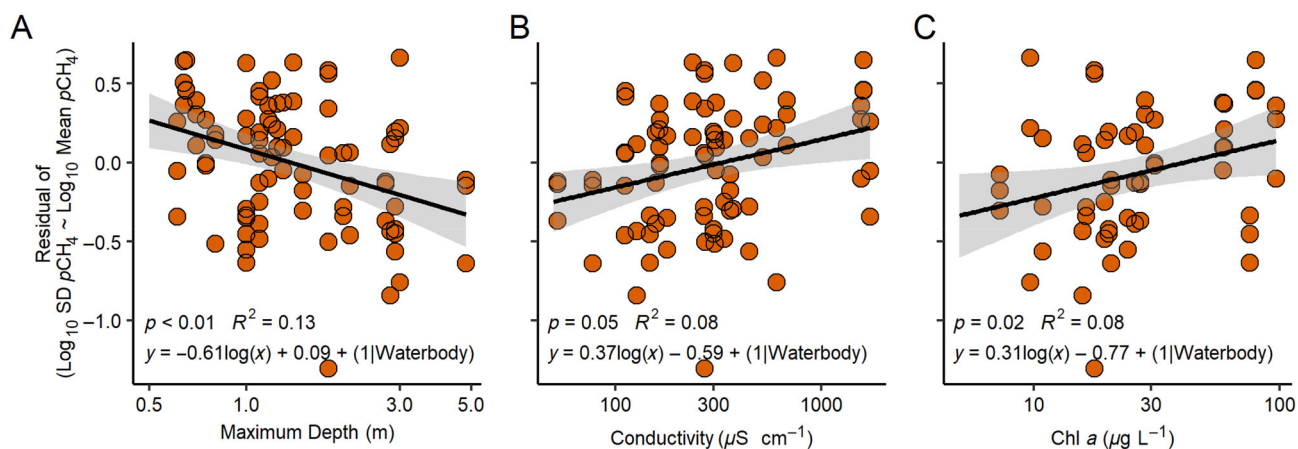 A
B
C
Residual of
(Log₁₀ SD pCH₄ ~ Log₁₀ Mean pCH₄)
0.5
0.0
−0.5
−1.0
p < 0.01 R² = 0.13
y = −0.61log(x) + 0.09 + (1|Waterbody)
0.5 1.0 3.0 5.0
Maximum Depth (m)
p = 0.05 R² = 0.08
y = 0.37log(x) − 0.59 + (1|Waterbody)
100 300 1000
Conductivity (µS cm⁻¹)
p = 0.02 R² = 0.08
y = 0.31log(x) − 0.77 + (1|Waterbody)
10 30 100
Chl a (µg L⁻¹)